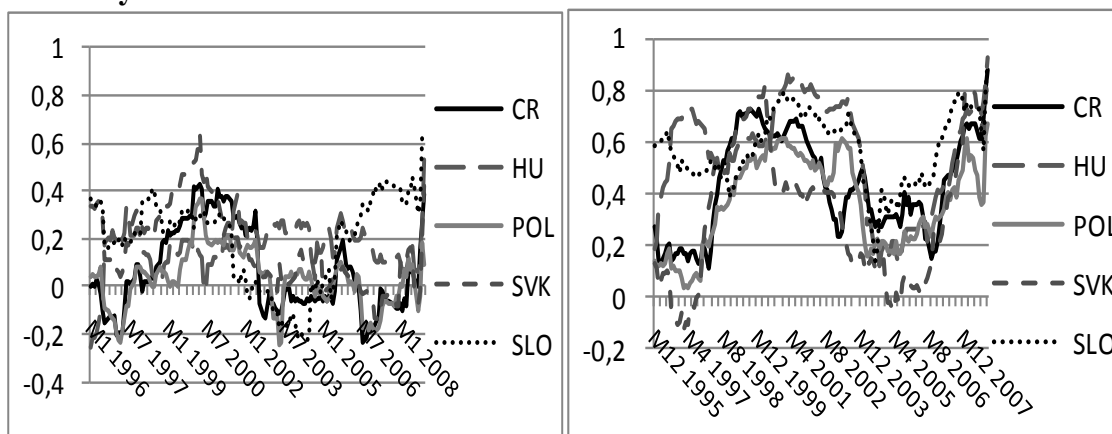 1
0,8
0,6
0,4
0,2
0
-0,2
-0,4
M1 1996
M7 1997
M1 1999
M7 2000
M1 2002
M7 2003
M1 2005
M7 2006
M1 2008
CR
HU
POL
SVK
SLO
1
0,8
0,6
0,4
0,2
0
-0,2
M12 1995
M4 1997
M8 1998
M12 1999
M4 2001
M8 2002
M12 2003
M4 2005
M8 2006
M12 2007
CR
HU
POL
SVK
SLO